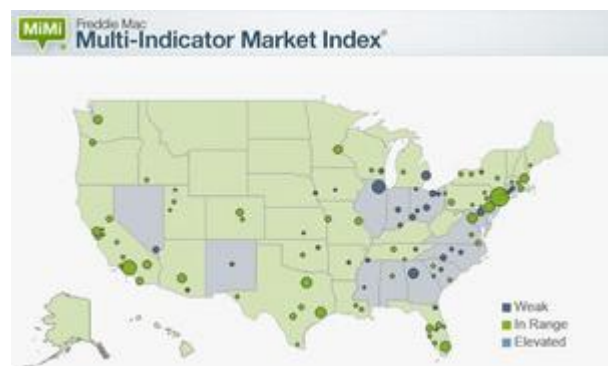 MiMi
Freddie Mac
Multi-Indicator Market Index®
Weak
In Range
Elevated